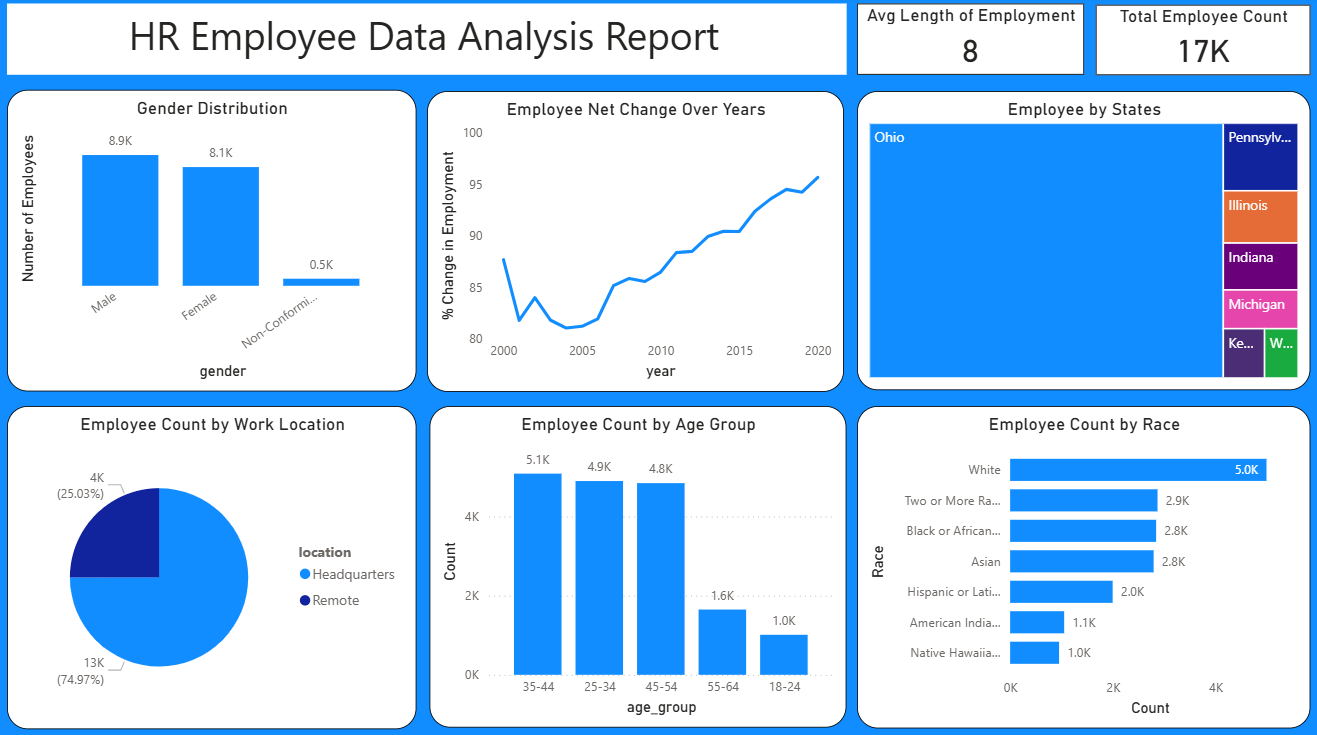 HR Employee Data Analysis Report
Avg Length of Employment
8
Total Employee Count
17K
Gender Distribution
Number of Employees
8.9K
8.1K
0.5K
Male
Female
Non-Conformi...
gender
Employee Net Change Over Years
% Change in Employment
100
95
90
85
80
2000
2005
2010
2015
2020
year
Employee by States
Ohio
Pennsylv...
Illinois
Indiana
Michigan
Ke...
W...
Employee Count by Work Location
4K
(25.03%)
13K
(74.97%)
location
Headquarters
Remote
Employee Count by Age Group
Count
4K
2K
0K
5.1K
4.9K
4.8K
1.6K
1.0K
35-44
25-34
45-54
55-64
18-24
age_group
Employee Count by Race
Race
White
5.0K
Two or More Ra...
2.9K
Black or African...
2.8K
Asian
2.8K
Hispanic or Lati...
2.0K
American India...
1.1K
Native Hawaiia...
1.0K
0K
2K
4K
Count